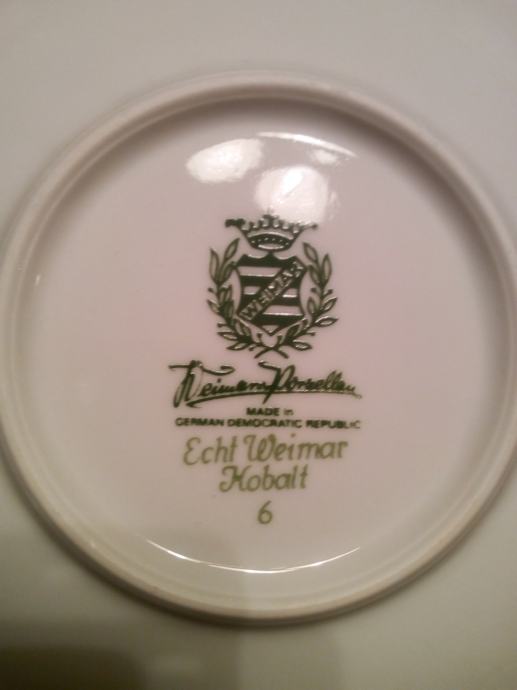 WEIMAR
Weimar Porzellan
MADE in
GERMAN DEMOCRATIC REPUBLIC
Echt Weimar
Kobalt
6